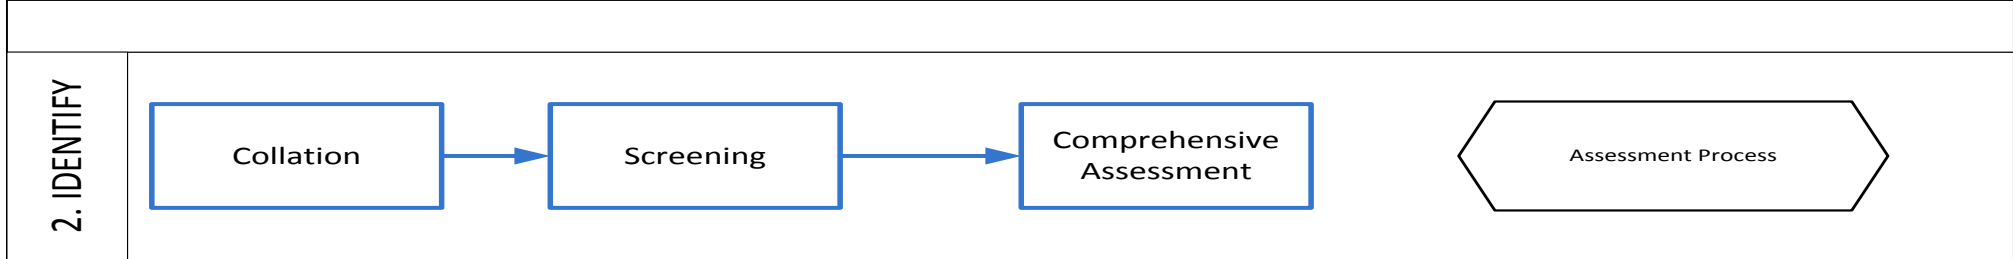 2. IDENTIFY
Collation
Screening
Comprehensive
Assessment
Assessment Process